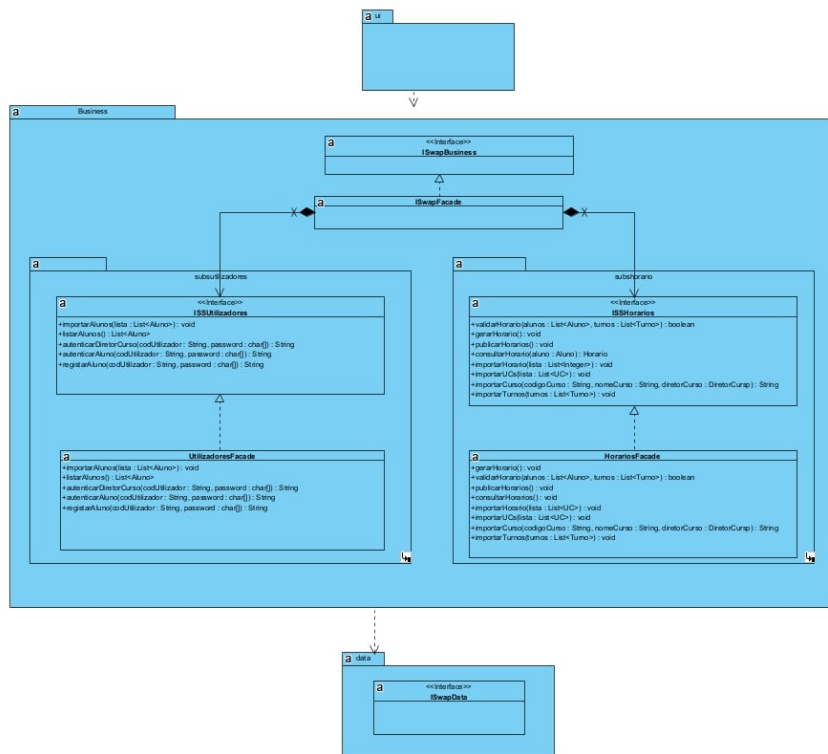 a ui
a Business
a <<Interface>>
ISwapBusiness
a ISwapFacade
a
subsutilizadores
a <<Interface>>
ISSUtilizadores
+importarAlunos(lista : List<Aluno>) : void
+listarAlunos() : List<Aluno>
+autenticarDiretorCurso(codUtilizador : String, password : char[]) : String
+autenticarAluno(codUtilizador : String, password : char[]) : String
+registarAluno(codUtilizador : String, password : char[]) : String
a UtilizadoresFacade
+importarAlunos(lista : List<Aluno>) : void
+listarAlunos() : List<Aluno>
+autenticarDiretorCurso(codUtilizador : String, password : char[]) : String
+autenticarAluno(codUtilizador : String, password : char[]) : String
+registarAluno(codUtilizador : String, password : char[]) : String
a
subshorario
a <<Interface>>
ISSHorarios
+validarHorario(alunos : List<Aluno>, turnos : List<Turno>) : boolean
+gerarHorario() : void
+publicarHorarios() : void
+consultarHorario(aluno : Aluno) : Horario
+importarHorario(lista : List<Integer>) : void
+importarUCs(lista : List<UC>) : void
+importarCurso(codigoCurso : String, nomeCurso : String, diretorCurso : DiretorCursp) : String
+importarTurnos(turnos : List<Turno>) : void
a HorariosFacade
+gerarHorario() : void
+validarHorario(alunos : List<Aluno>, turnos : List<Turno>) : boolean
+publicarHorarios() : void
+consultarHorarios() : void
+importarHorario(lista : List<UC>) : void
+importarUCs(lista : List<UC>) : void
+importarCurso(codigoCurso : String, nomeCurso : String, diretorCurso : DiretorCursp) : String
+importarTurnos(turnos : List<Turno>) : void
a data
a <<Interface>>
ISwapData